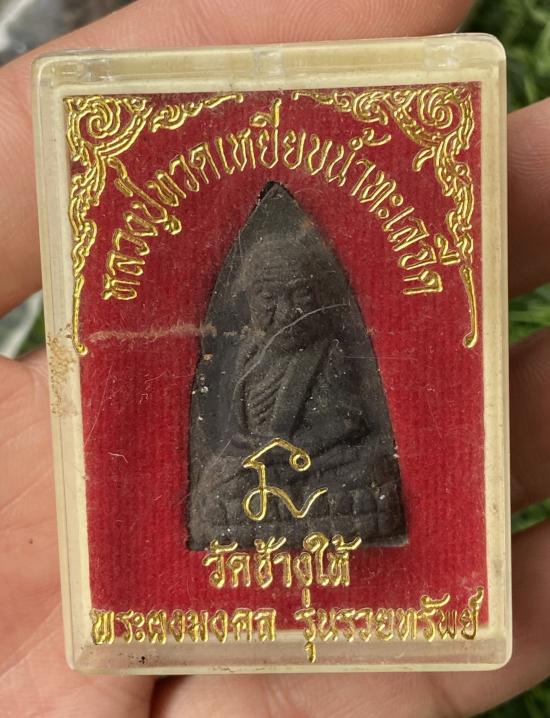 หลวงปู่ทวดเหยียบน้ำทะเลจืด
วัดช้างให้
พระผงมงคล รุ่นรวยทรัพย์